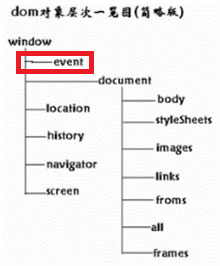 dom对象层次一览图(简略版)
window
event
document
body
location
styleSheets
history
images
navigator
links
screen
froms
all
frames